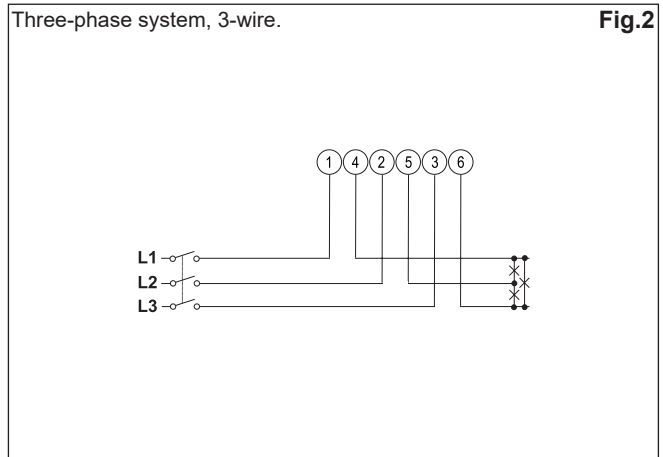 Three-phase system, 3-wire.
Fig.2
1 4 2 5 3 6
L1
L2
L3